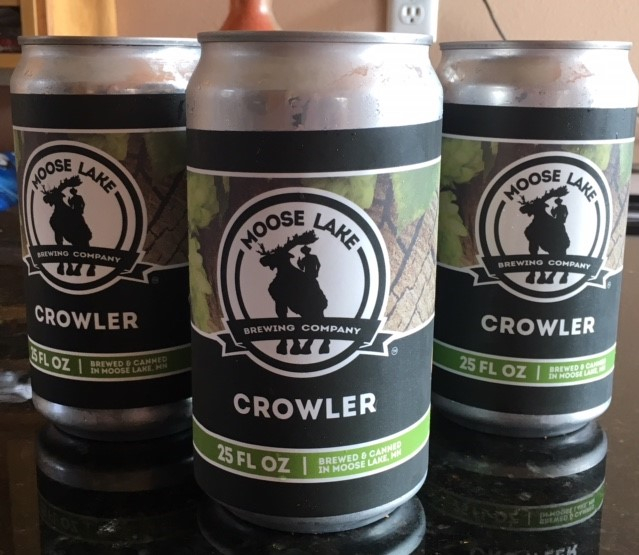 MOOSE LAKE
BREWING COMPANY
CROWLER
25 FL OZ | BREWED & CANNED
IN MOOSE LAKE, MN
MOOSE LAKE
BREWING COMPANY
TM
CROWLER
25 FL OZ | BREWED & CANNED
IN MOOSE LAKE, MN
MOOSE LAKE
BREWING COMPANY
CROWLER
25 FL OZ | BREWED & CANNED
IN MOOSE LAKE, MN